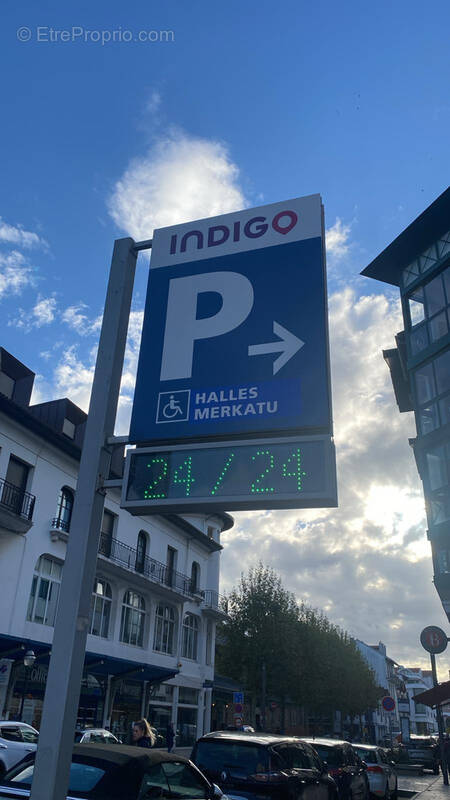 © EtreProprio.com
INDIGO
P →
HALLES
MERKATU
24/24